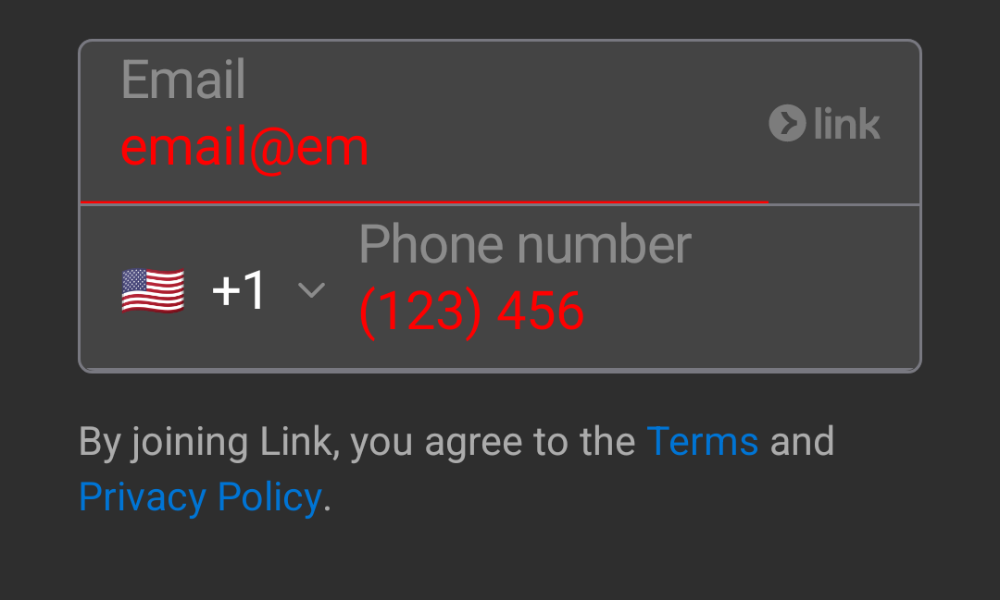 Email
email@em
link
Phone number
+1
(123) 456
By joining Link, you agree to the Terms and
Privacy Policy.